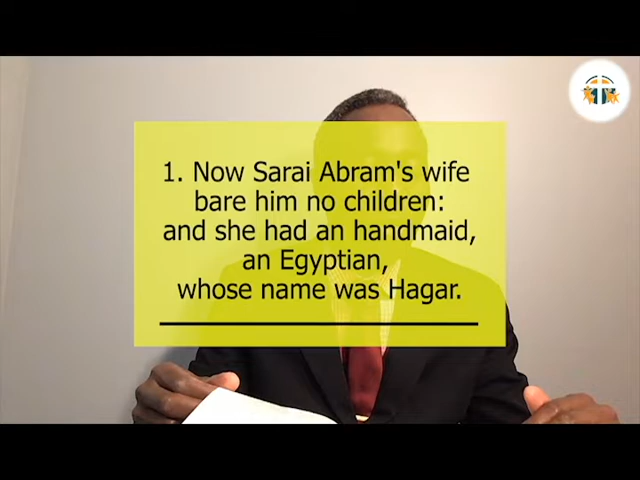 1. Now Sarai Abram's wife
bare him no children:
and she had an handmaid,
an Egyptian,
whose name was Hagar.